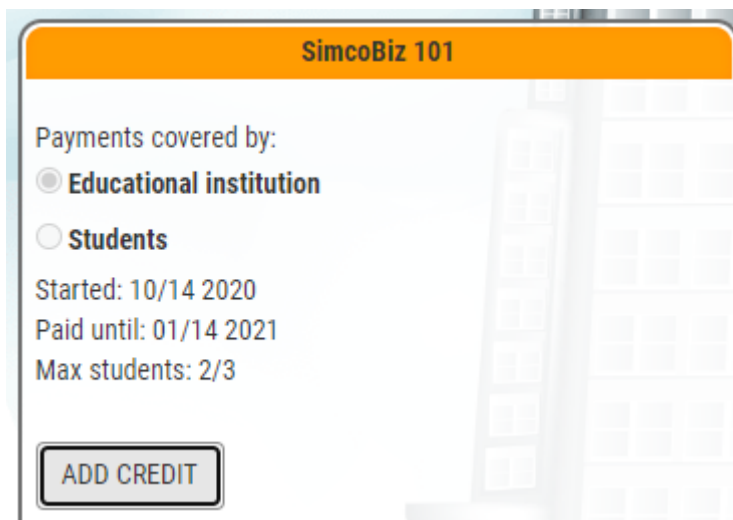 SimcoBiz 101
Payments covered by:
Educational institution
Students
Started: 10/14 2020
Paid until: 01/14 2021
Max students: 2/3
ADD CREDIT